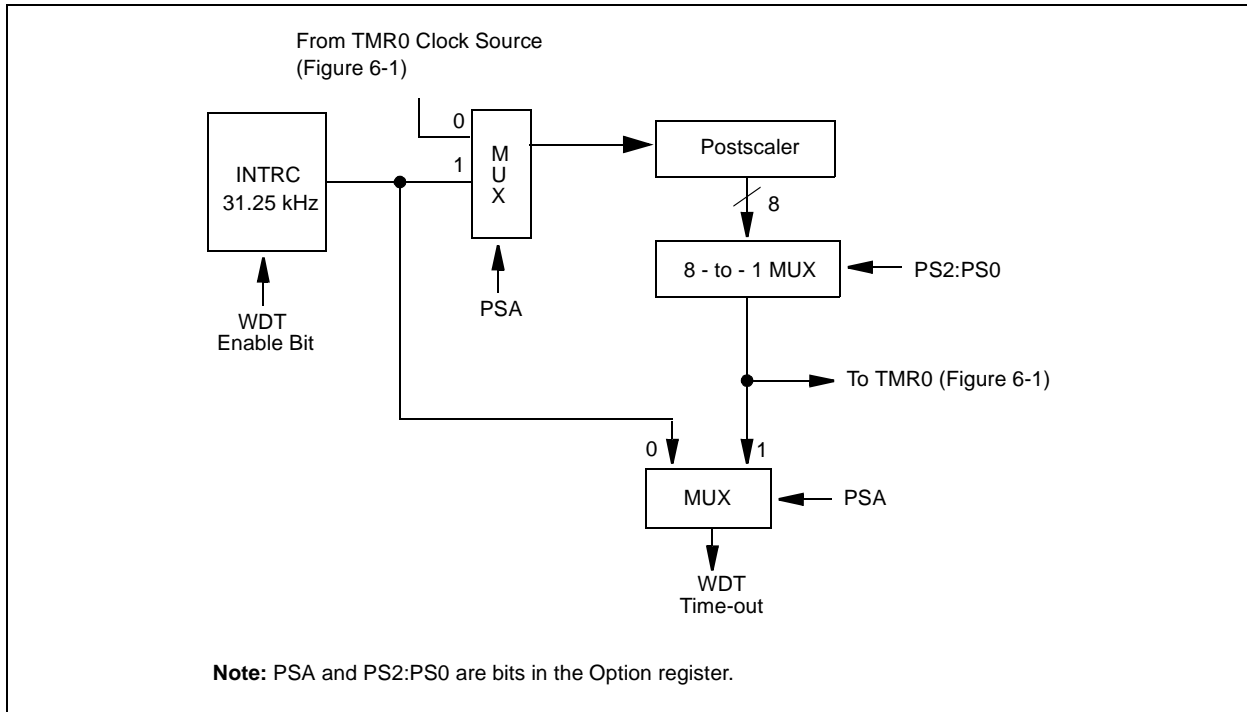 From TMR0 Clock Source
(Figure 6-1)
0
1
M
U
X
Postscaler
INTRC
31.25 kHz
8
8 - to - 1 MUX
PS2:PS0
PSA
WDT
Enable Bit
To TMR0 (Figure 6-1)
0
1
MUX
PSA
WDT
Time-out
Note: PSA and PS2:PS0 are bits in the Option register.